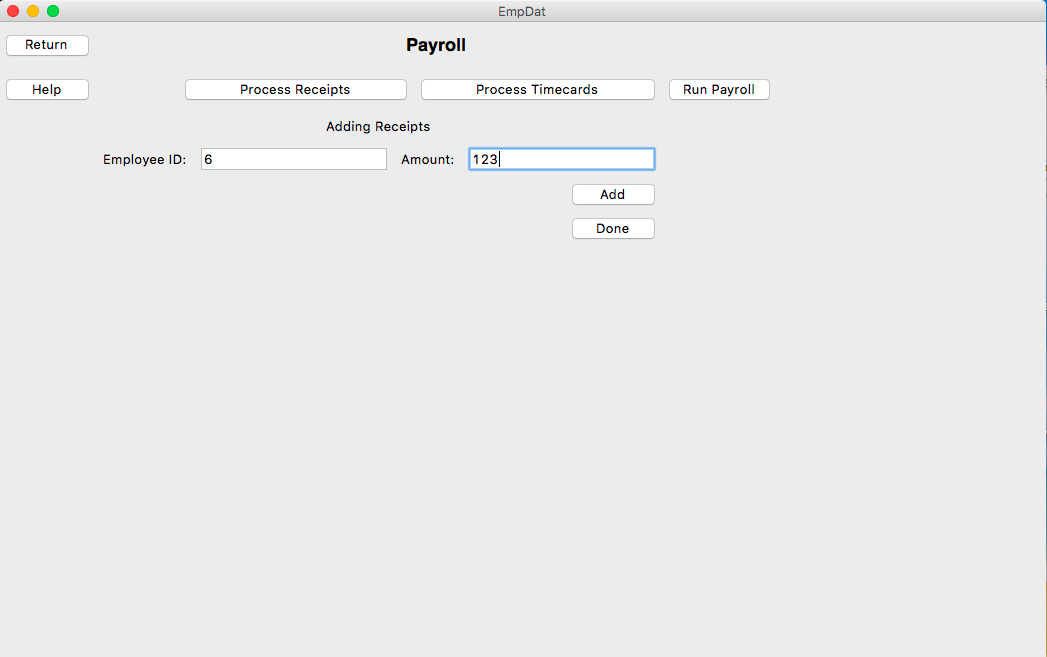 EmpDat
Return
Payroll
Help
Process Receipts
Process Timecards
Run Payroll
Adding Receipts
Employee ID: 6 Amount: 123
Add
Done